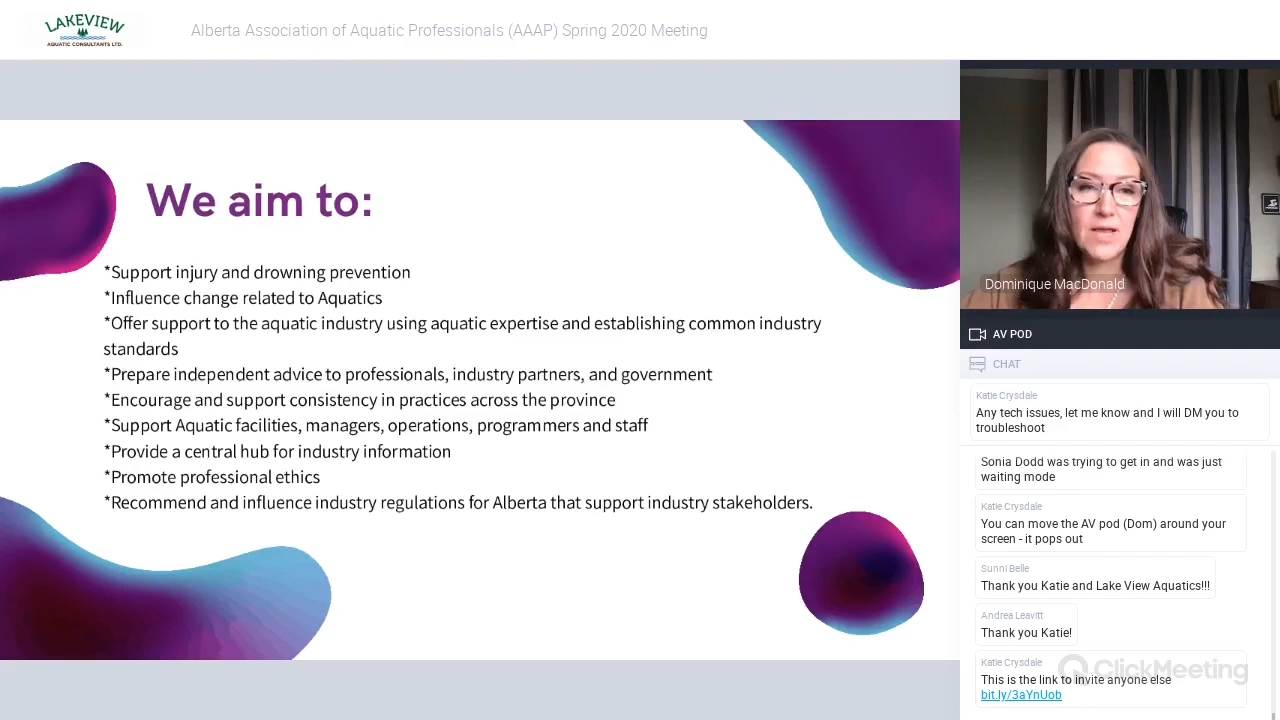 LAKEVIEW
AQUATIC CONSULTANTS LTD.
Alberta Association of Aquatic Professionals (AAAP) Spring 2020 Meeting
We aim to:
*Support injury and drowning prevention
*Influence change related to Aquatics
*Offer support to the aquatic industry using aquatic expertise and establishing common industry
standards
*Prepare independent advice to professionals, industry partners, and government
*Encourage and support consistency in practices across the province
*Support Aquatic facilities, managers, operations, programmers and staff
*Provide a central hub for industry information
*Promote professional ethics
*Recommend and influence industry regulations for Alberta that support industry stakeholders.
Dominique MacDonald
AV POD
CHAT
Katie Crysdale
Any tech issues, let me know and I will DM you to
troubleshoot
Sonia Dodd was trying to get in and was just
waiting mode
Katie Crysdale
You can move the AV pod (Dom) around your
screen - it pops out
Sunni Belle
Thank you Katie and Lake View Aquatics!!!
Andrea Leavitt
Thank you Katie!
Katie Crysdale
This is the link to invite anyone else
bit.ly/3aYnUob
ClickMeeting